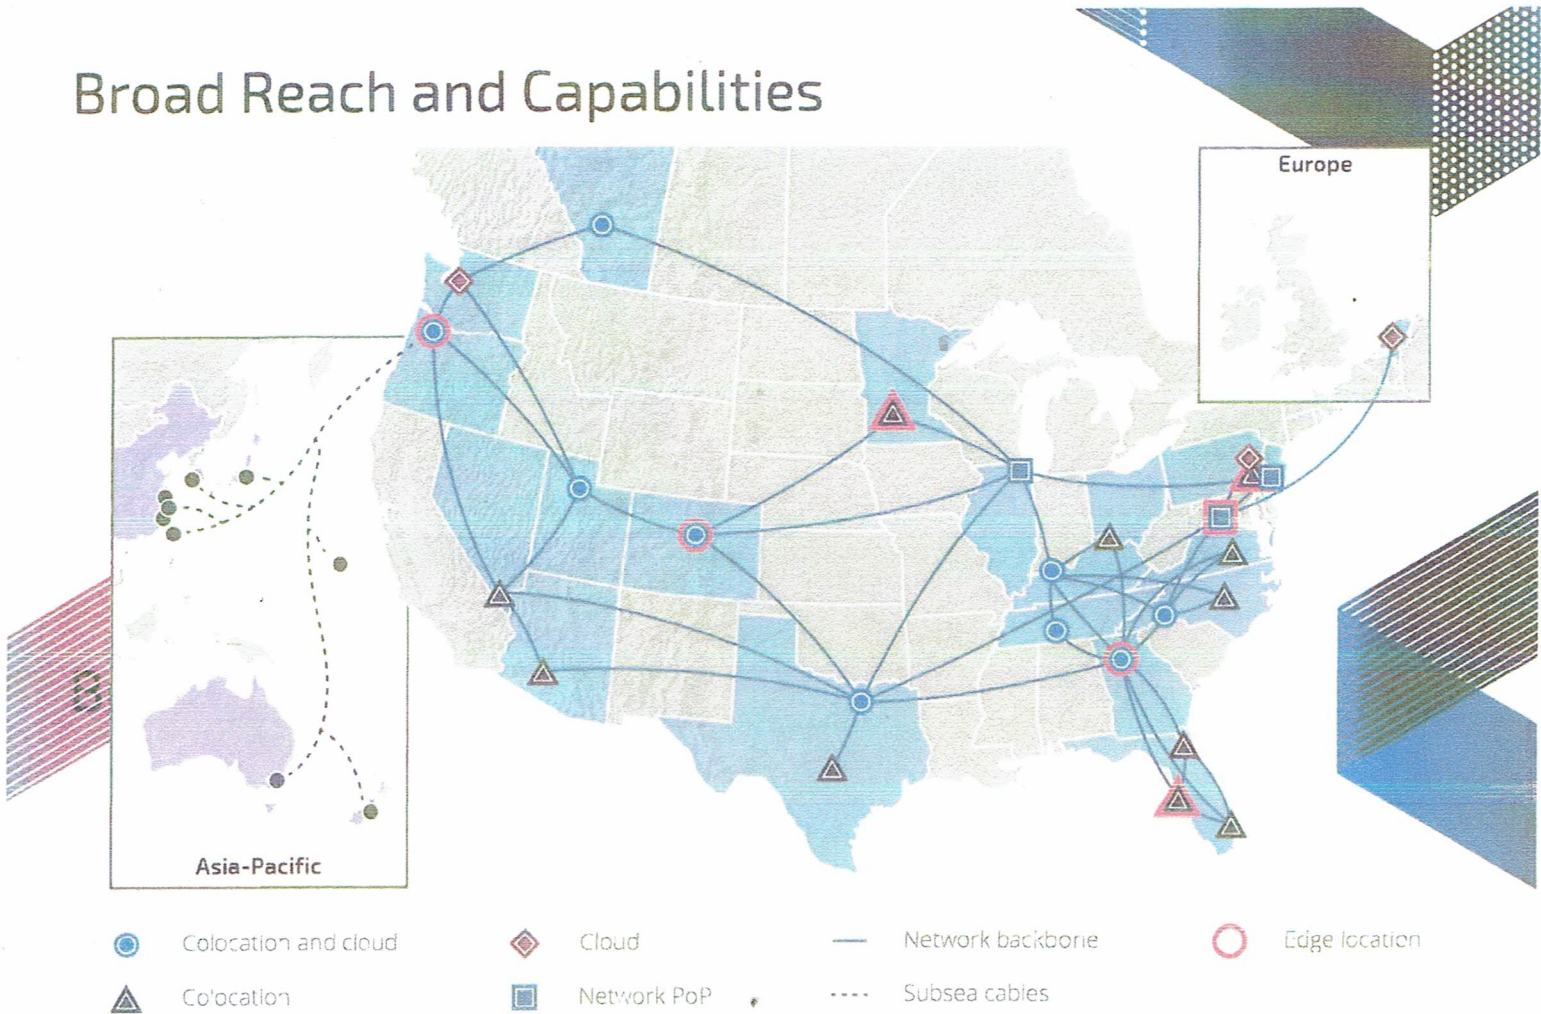 Broad Reach and Capabilities
Europe
Asia-Pacific
Colocation and cloud
Cloud
Network backbone
Edge location
Colocation
Network PoP
Subsea cables